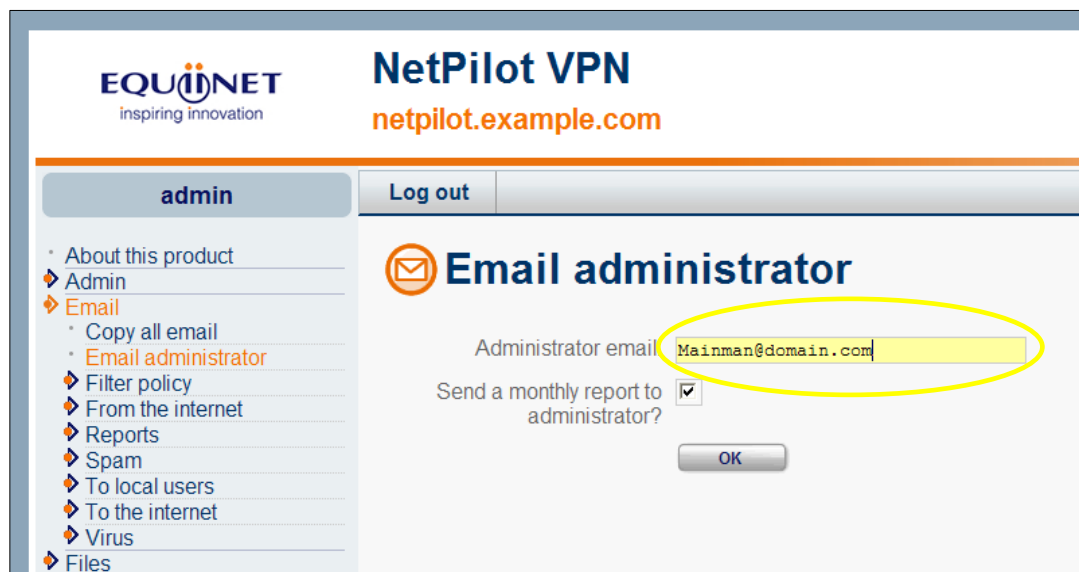 EQUIINET
inspiring innovation
NetPilot VPN
netpilot.example.com
admin
Log out
About this product
Admin
Email
Copy all email
Email administrator
Filter policy
From the internet
Reports
Spam
To local users
To the internet
Virus
Files
Email administrator
Administrator email
Mainman@domain.com
Send a monthly report to
administrator?
OK